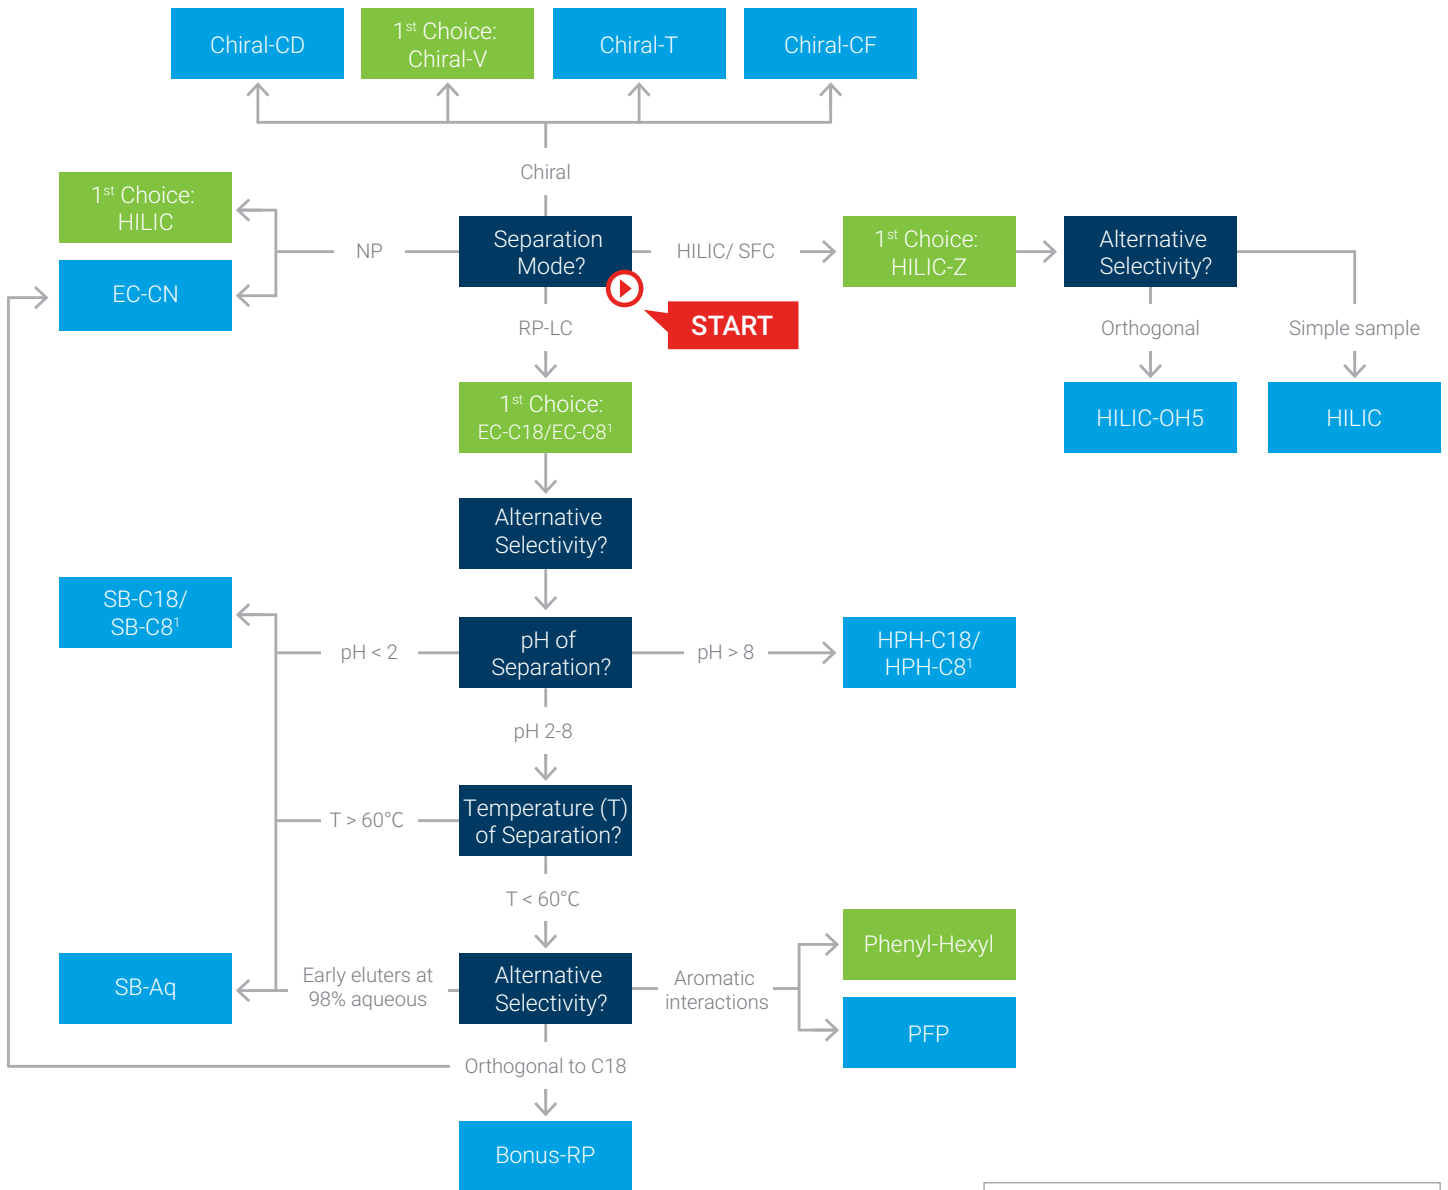 Chiral-CD
1st Choice:
Chiral-V
Chiral-T
Chiral-CF
Chiral
1st Choice:
HILIC
NP
Separation
Mode?
HILIC/ SFC
1st Choice:
HILIC-Z
Alternative
Selectivity?
EC-CN
START
RP-LC
Orthogonal
Simple sample
1st Choice:
EC-C18/EC-C8¹
HILIC-OH5
HILIC
Alternative
Selectivity?
SB-C18/
SB-C8¹
pH < 2
pH of
Separation?
pH > 8
HPH-C18/
HPH-C8¹
pH 2-8
T > 60°C
Temperature (T)
of Separation?
T < 60°C
SB-Aq
Early eluters at
98% aqueous
Alternative
Selectivity?
Aromatic
interactions
Phenyl-Hexyl
PFP
Orthogonal to C18
Bonus-RP